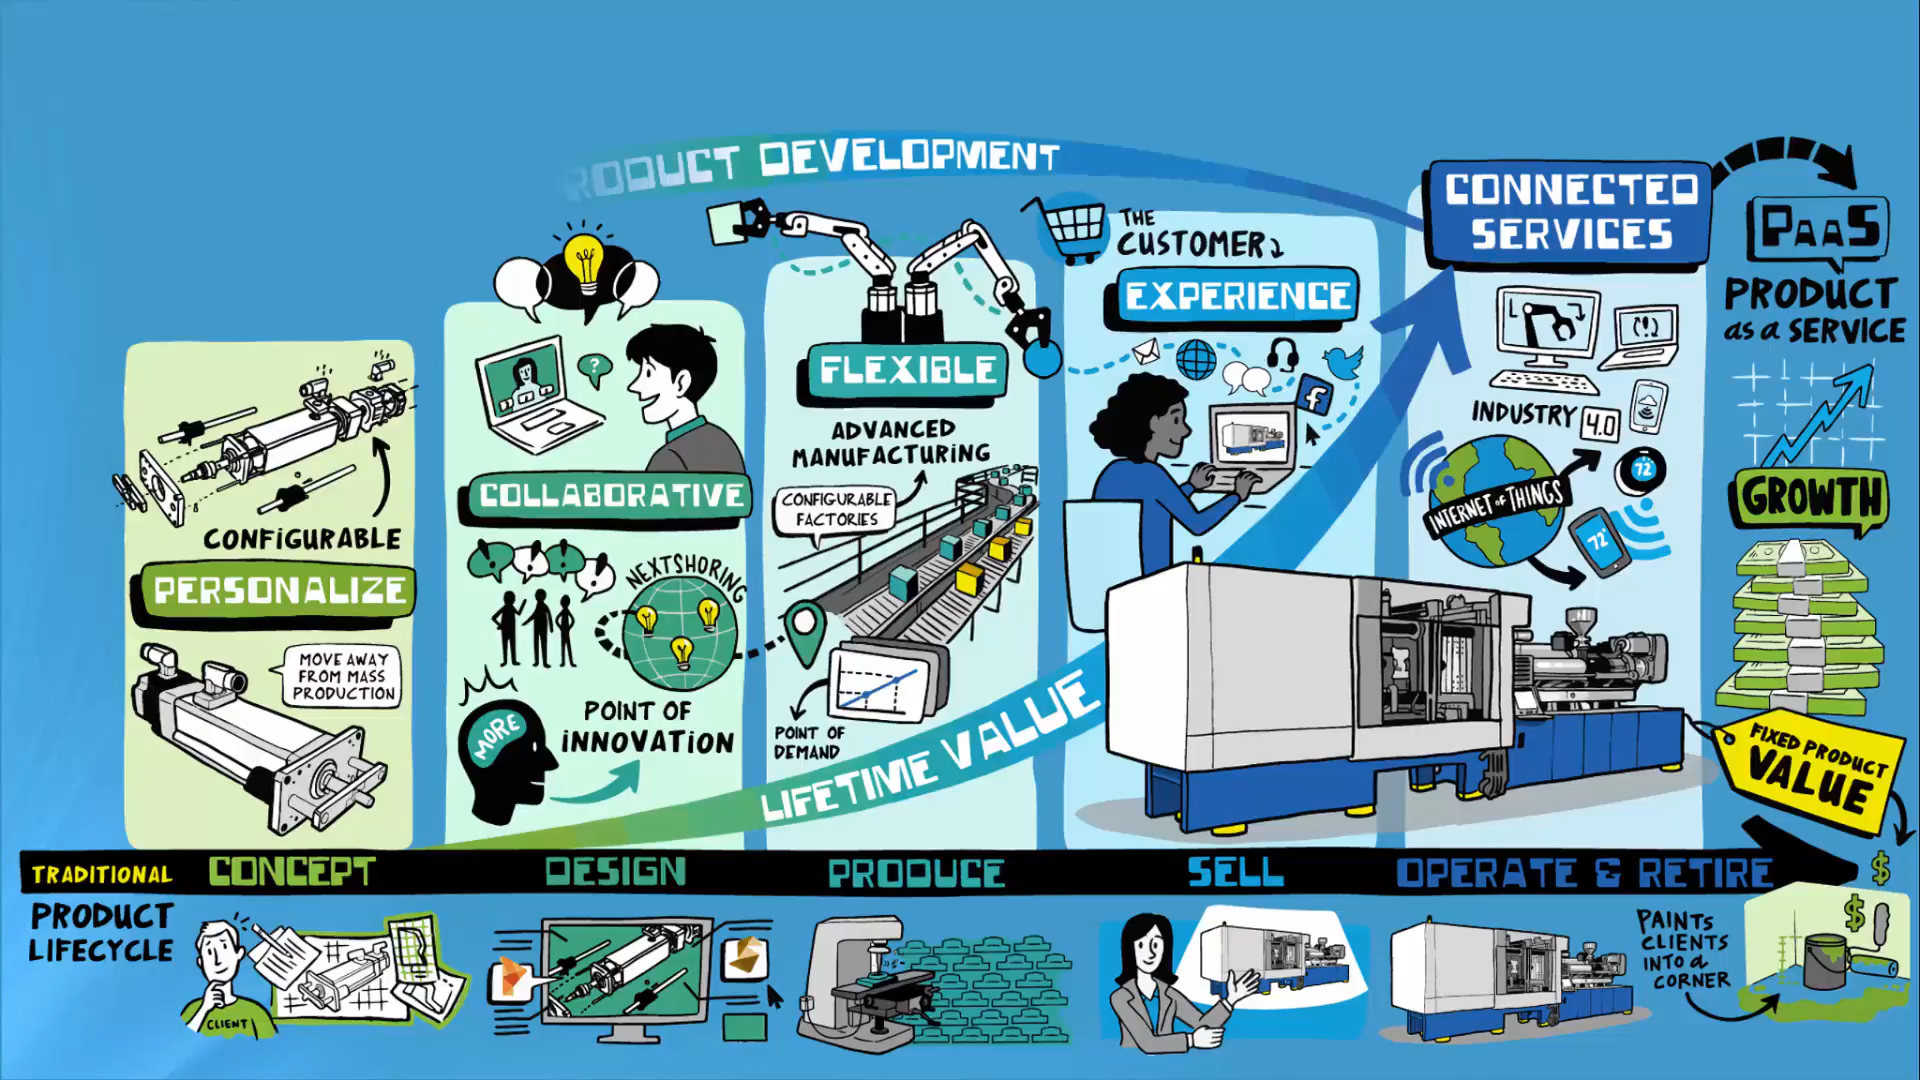 RODUCT DEVELOPMENT
CONNECTED
SERVICES
PaaS
PRODUCT
as a SERVICE
GROWTH
FIXED PRODUCT
VALUE
THE
CUSTOMER
EXPERIENCE
INDUSTRY 4.0
INTERNET of THINGS
72°
72°
FLEXIBLE
ADVANCED
MANUFACTURING
CONFIGURABLE
FACTORIES
POINT OF
DEMAND
?
COLLABORATIVE
NEXTSHORING
MORE
POINT OF
INNOVATION
CONFIGURABLE
PERSONALIZE
MOVE AWAY
FROM MASS
PRODUCTION
LIFETIME VALUE
TRADITIONAL
CONCEPT
DESIGN
PRODUCE
SELL
OPERATE & RETIRE
PRODUCT
LIFECYCLE
CLIENT
PAINTS
CLIENTS
INTO a
CORNER
$
$